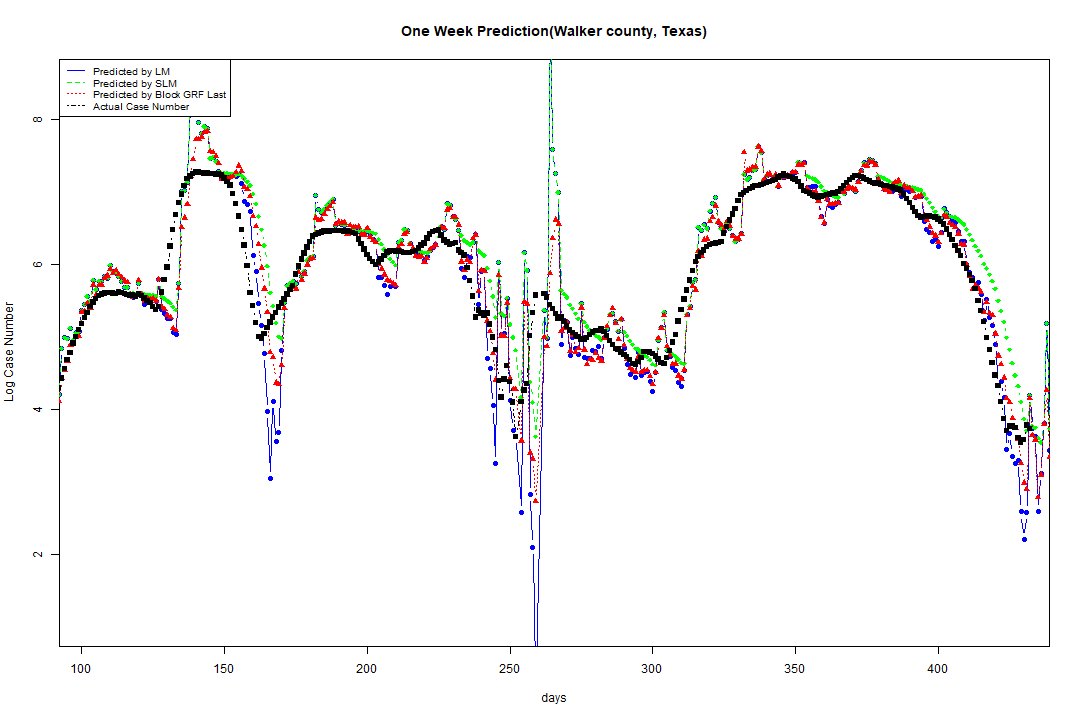 One Week Prediction(Walker county, Texas)
Predicted by LM
Predicted by SLM
Predicted by Block GRF Last
Actual Case Number
8
6
4
2
Log Case Number
100 150 200 250 300 350 400
days